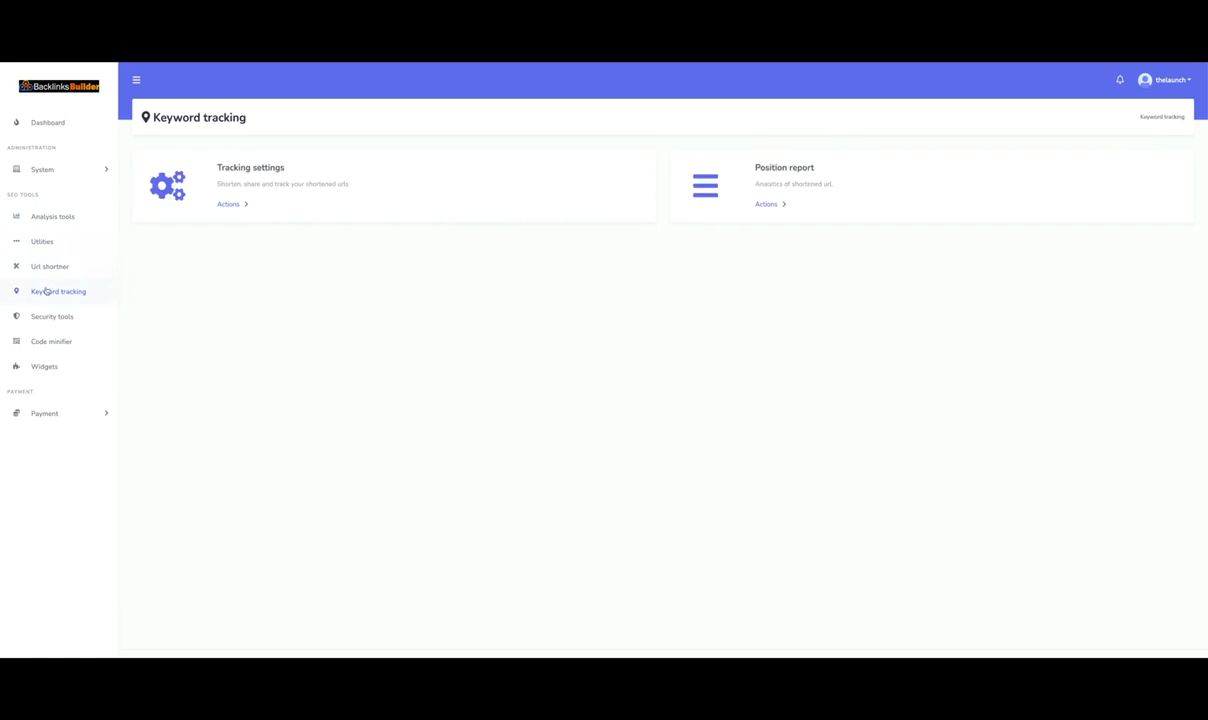 BacklinksBuilder
thelaunch
Dashboard
ADMINISTRATION
System
SEO TOOLS
Analysis tools
Utlities
Url shortner
Keyword tracking
Security tools
Code minifier
Widgets
PAYMENT
Payment
Keyword tracking
Keyword tracking
Tracking settings
Shorten, share and track your shortened urls
Actions
Position report
Analytics of shortened url.
Actions